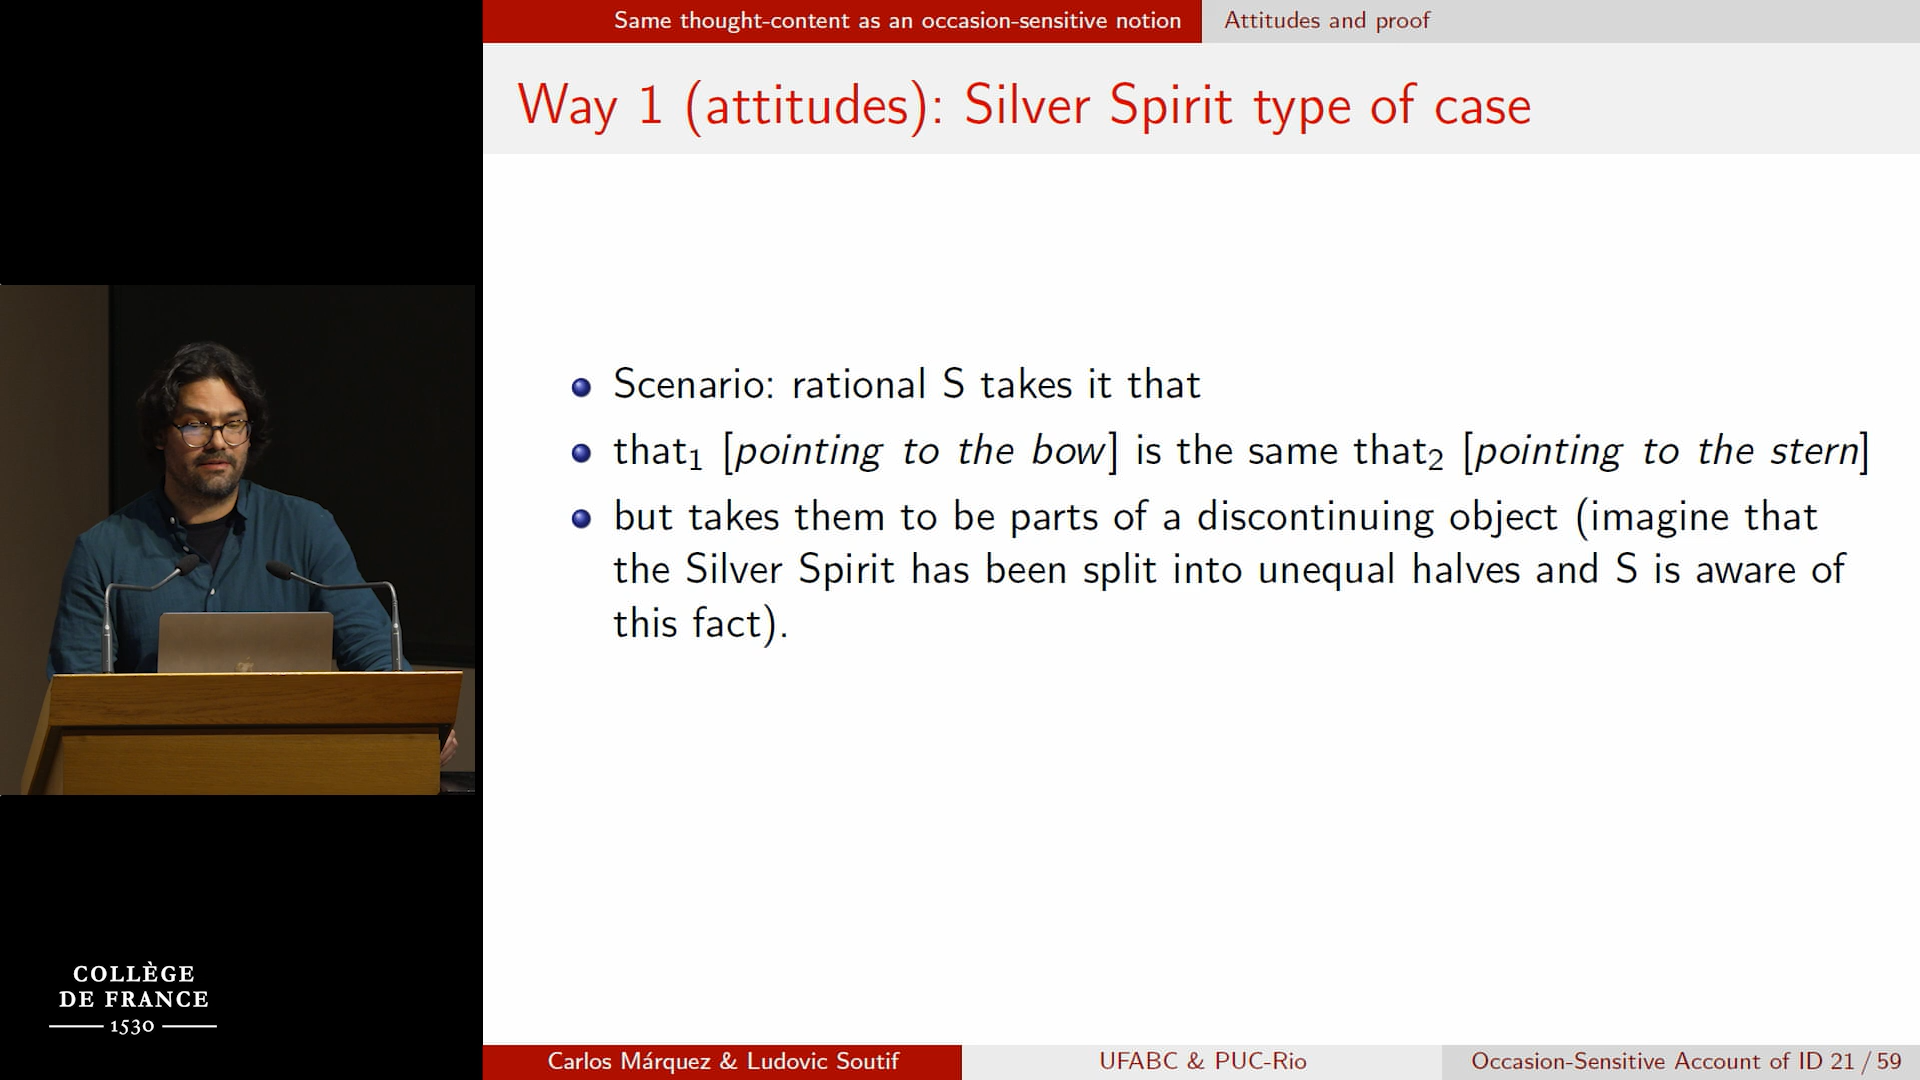 Same thought-content as an occasion-sensitive notion Attitudes and proof
Way 1 (attitudes): Silver Spirit type of case
Scenario: rational S takes it that
that₁ [pointing to the bow] is the same that₂ [pointing to the stern]
but takes them to be parts of a discontinuing object (imagine that
the Silver Spirit has been split into unequal halves and S is aware of
this fact).
COLLÈGE
DE FRANCE
1530
Carlos Márquez & Ludovic Soutif UFABC & PUC-Rio Occasion-Sensitive Account of ID 21 / 59